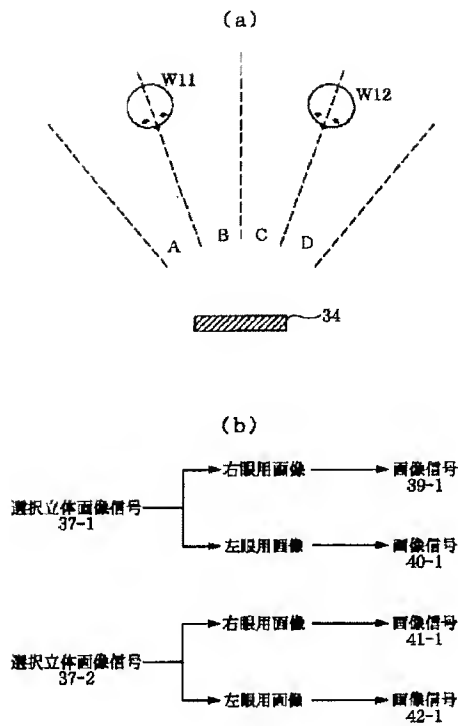 (a)
W11
W12
A
B
C
D
34
(b)
右眼用画像
画像信号
39-1
選択立体画像信号
37-1
左眼用画像
画像信号
40-1
右眼用画像
画像信号
41-1
選択立体画像信号
37-2
左眼用画像
画像信号
42-1